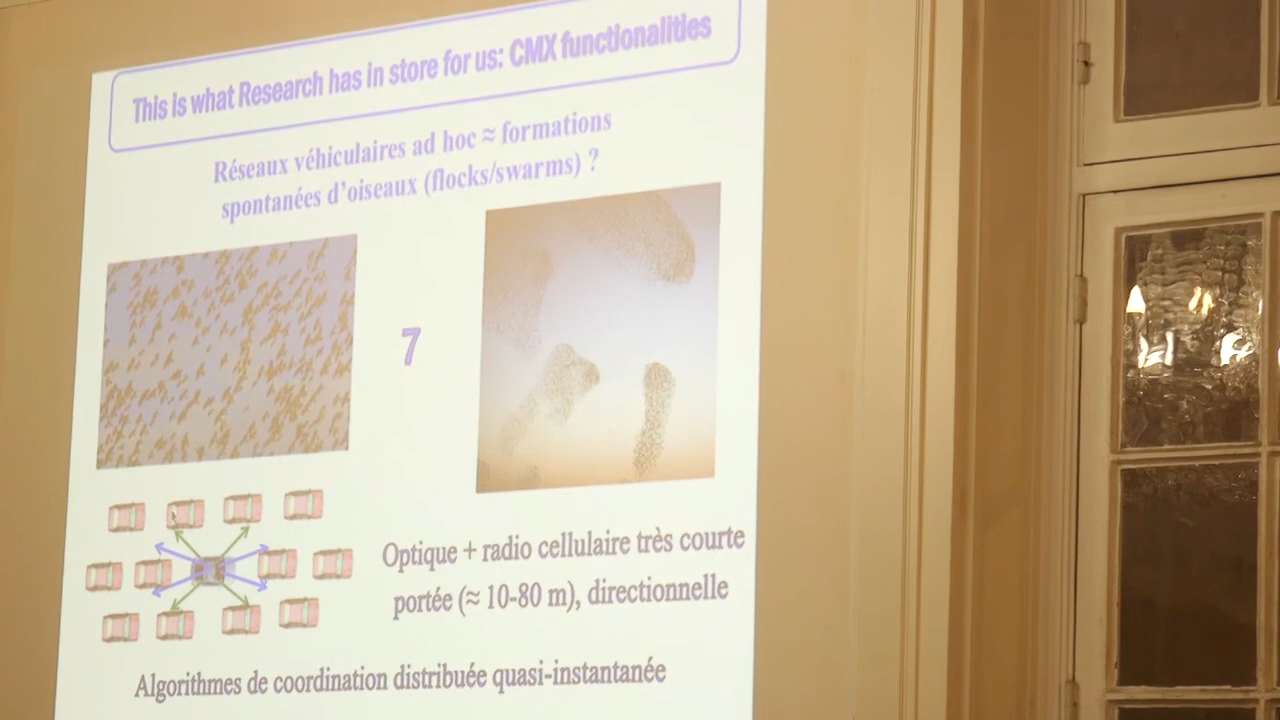 This is what Research has in store for us: CMX functionalities
Réseaux véhiculaires ad hoc ≈ formations
spontanées d'oiseaux (flocks/swarms) ?
7
Optique + radio cellulaire très courte
portée (≈ 10-80 m), directionnelle
Algorithmes de coordination distribuée quasi-instantanée